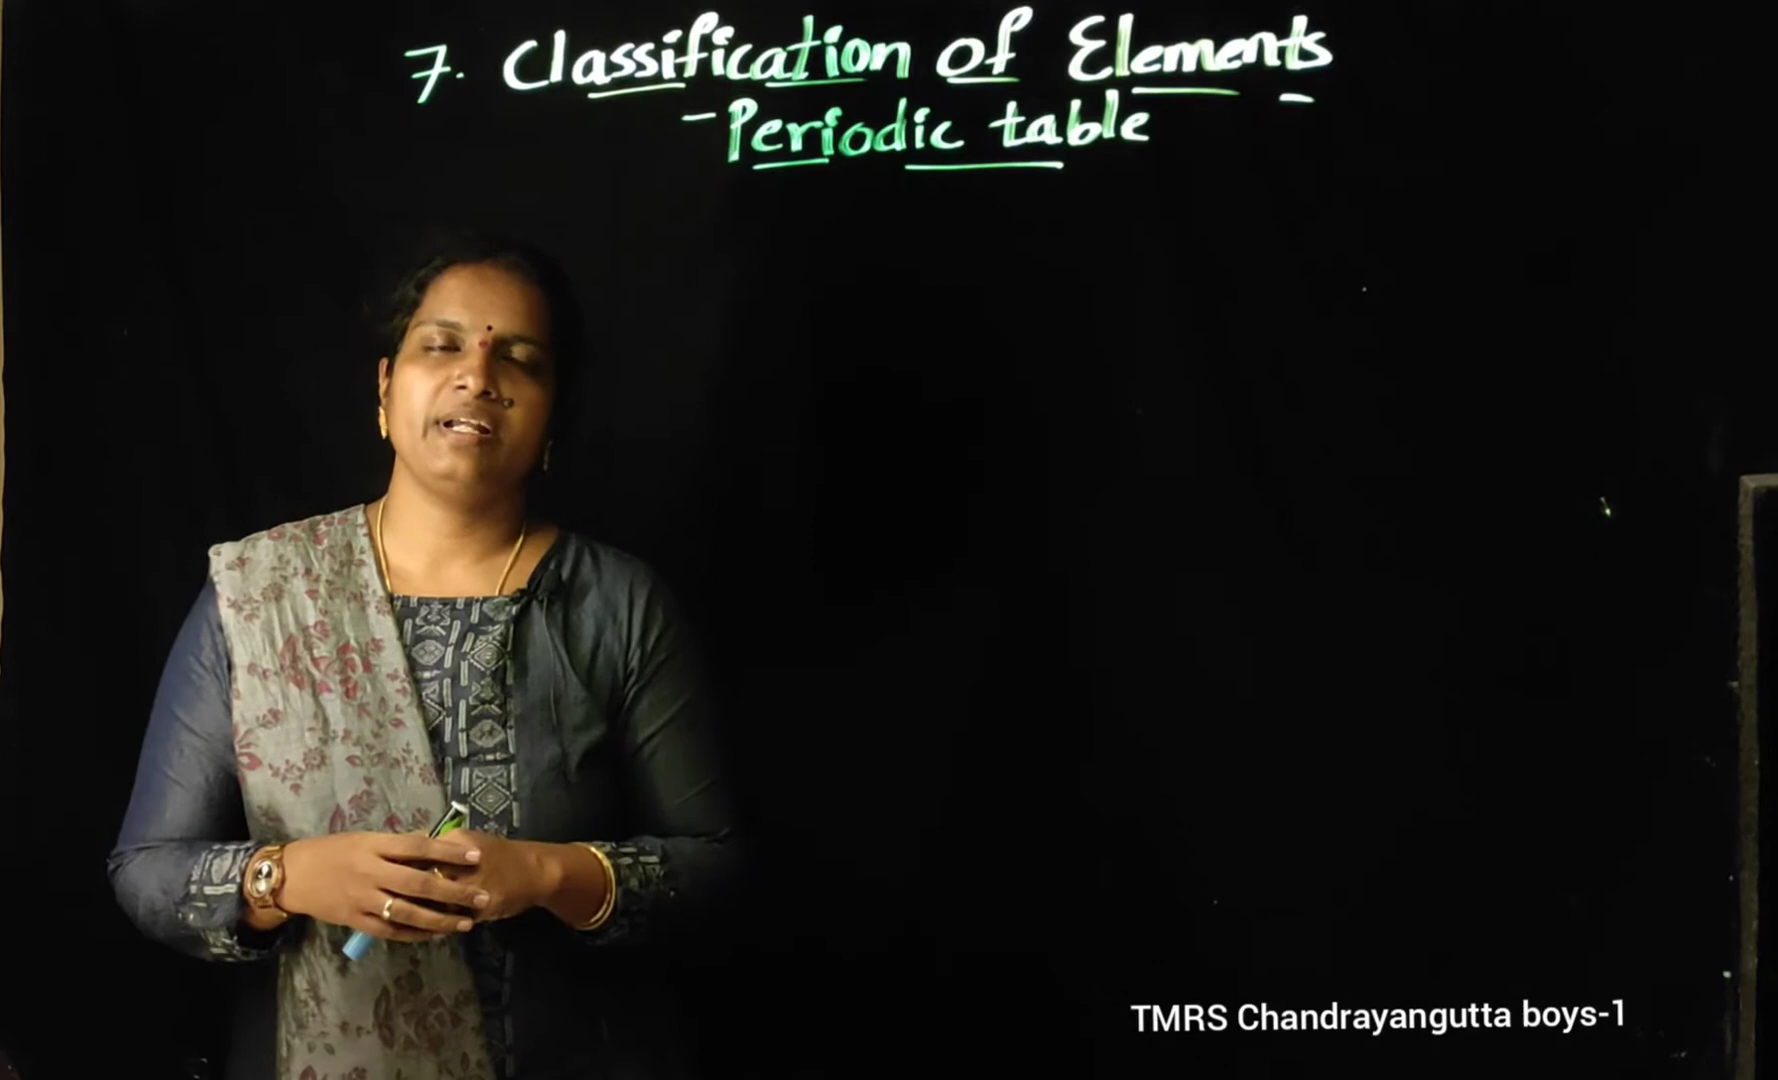 7. Classification of Elements
- Periodic table
TMRS Chandrayangutta boys-1